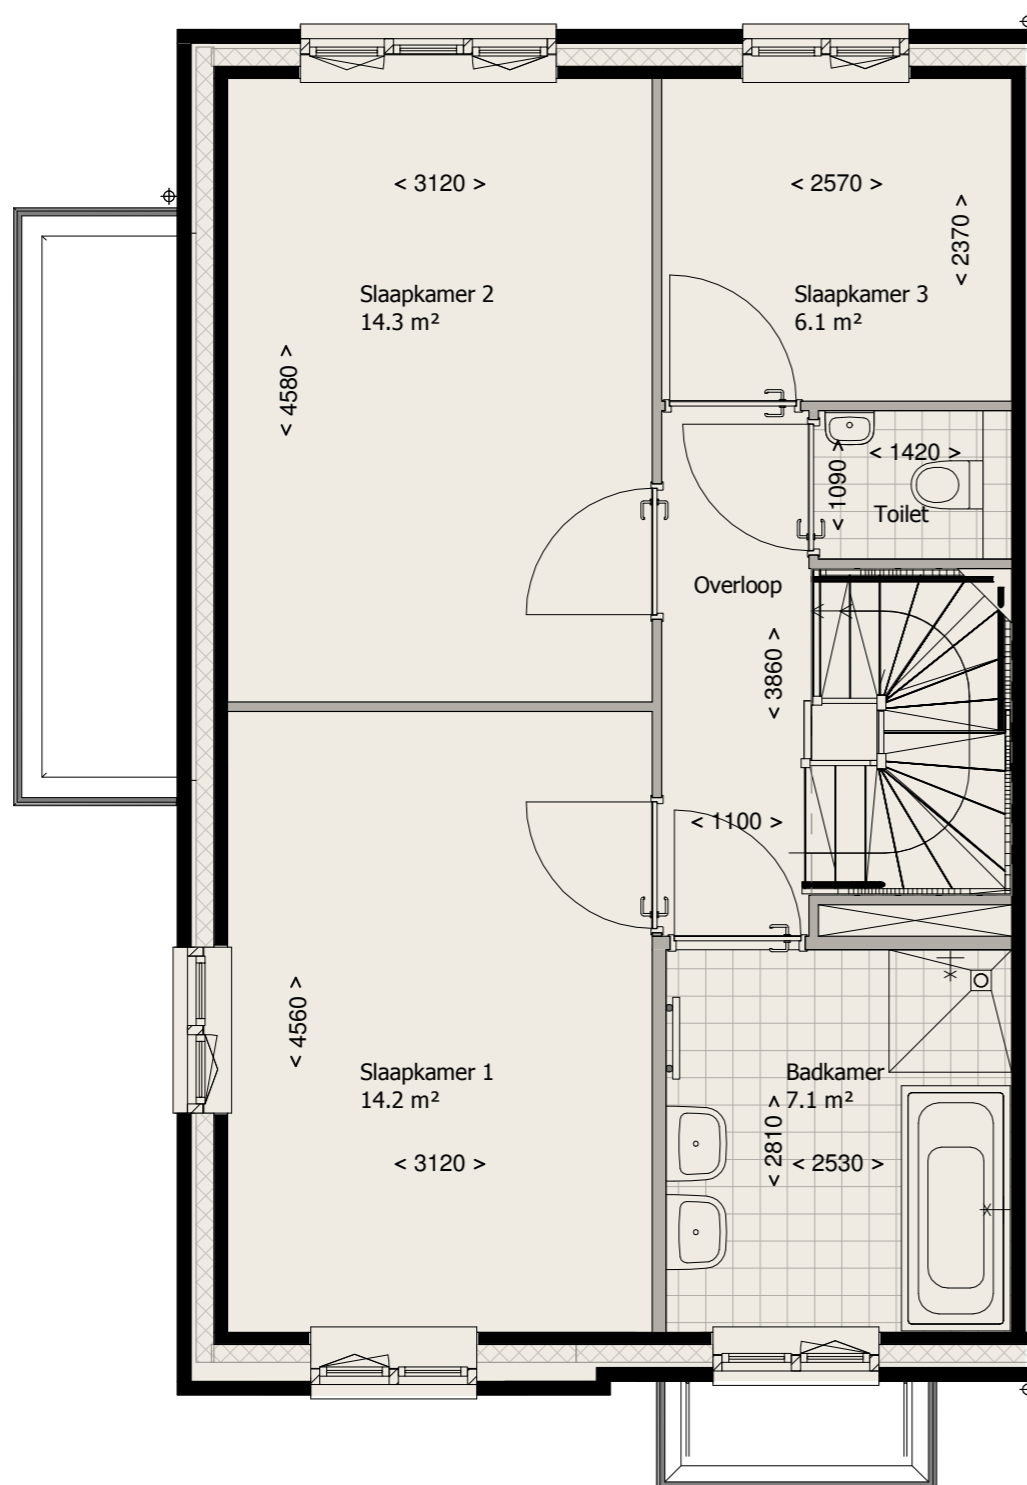 < 3120 >
< 2570 >
< 2370 >
Slaapkamer 2
14.3 m²
Slaapkamer 3
6.1 m²
< 4580 >
< 1420 >
< 1090 >
Toilet
Overloop
< 3860 >
< 1100 >
< 4560 >
Slaapkamer 1
14.2 m²
Badkamer
7.1 m²
< 2810 >
< 3120 >
< 2530 >